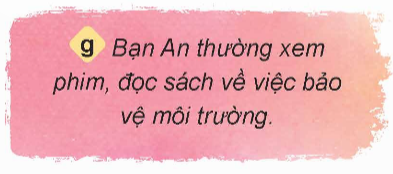 g Bạn An thường xem
phim, đọc sách về việc bảo
vệ môi trường.